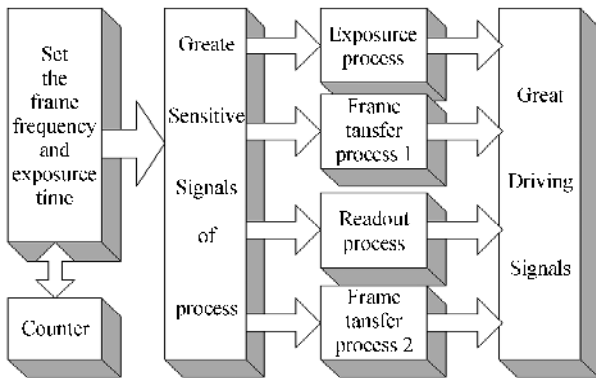 Set
the
frame
frequency
and
exposurce
time
Counter
Greate
Sensitive
Signals
of
process
Exposurce
process
Frame
tansfer
process 1
Readout
process
Frame
tansfer
process 2
Great
Driving
Signals